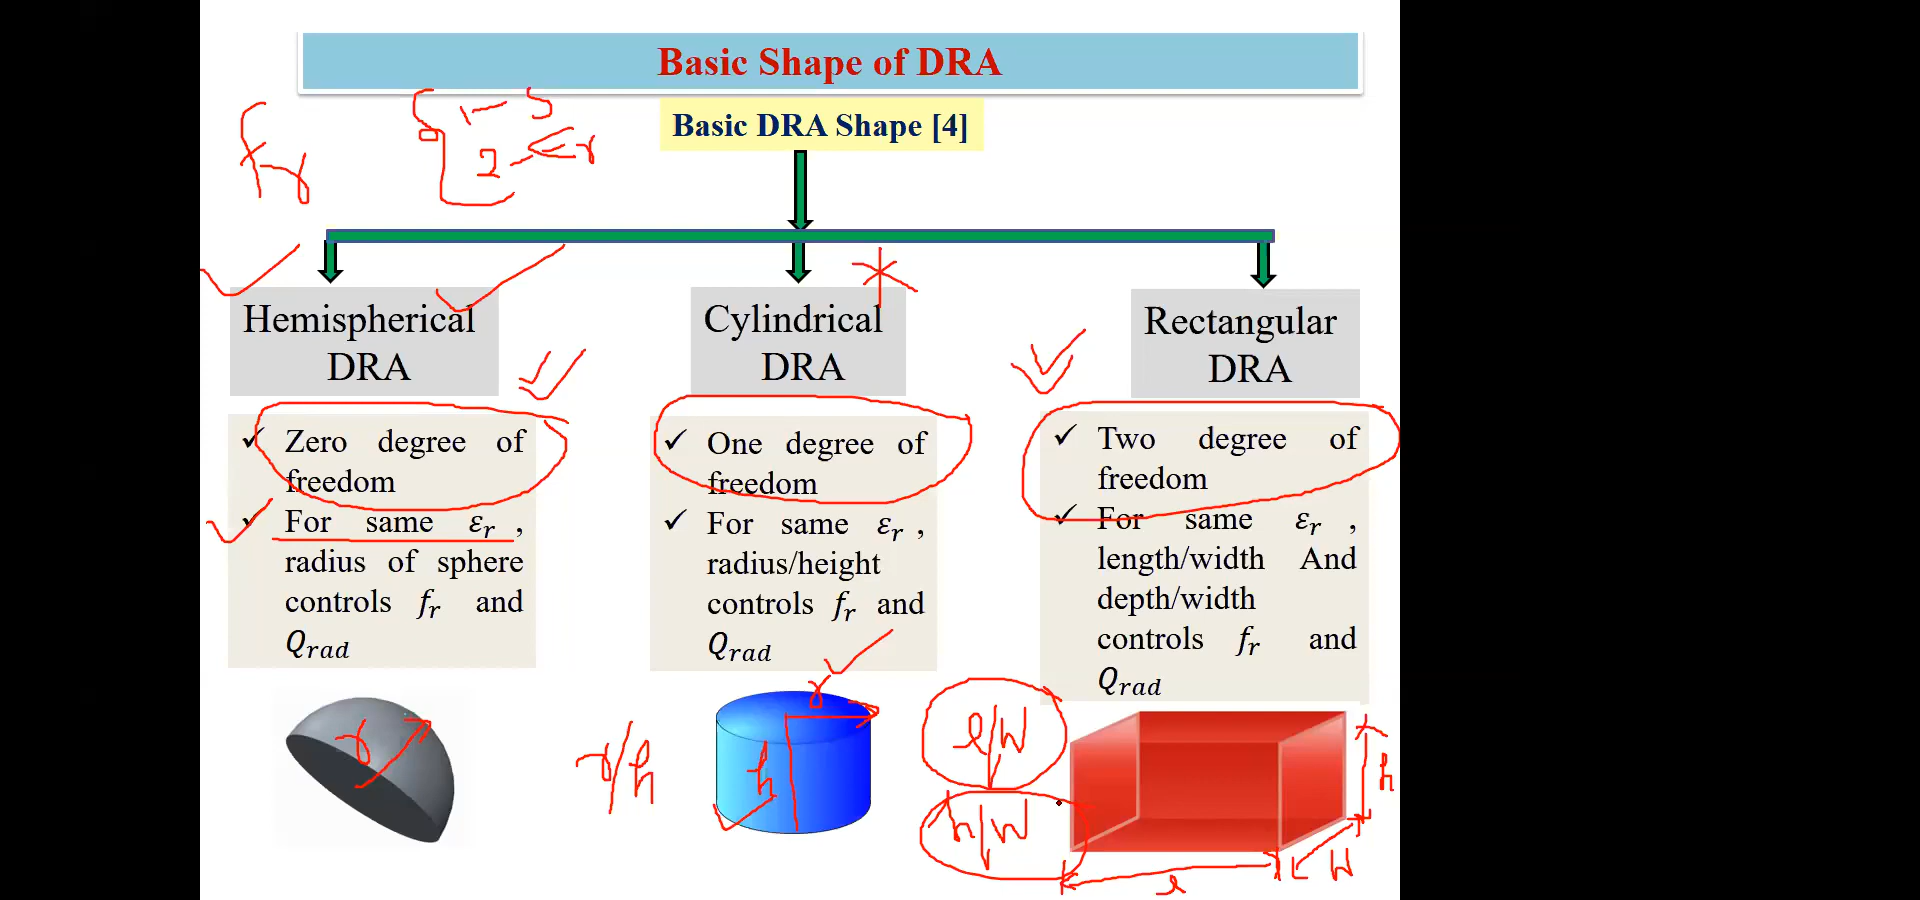 Basic Shape of DRA
Basic DRA Shape [4]
fr
1 - S
2 - εr
Hemispherical
DRA
Cylindrical
DRA
Rectangular
DRA
✓ Zero degree of
freedom
✓ For same εr ,
radius of sphere
controls fr and
Qrad
✓ One degree of
freedom
✓ For same εr ,
radius/height
controls fr and
Qrad
✓ Two degree of
freedom
✓ For same εr ,
length/width And
depth/width
controls fr and
Qrad
r
r/h
r
h
l/W
h/W
h
W
l